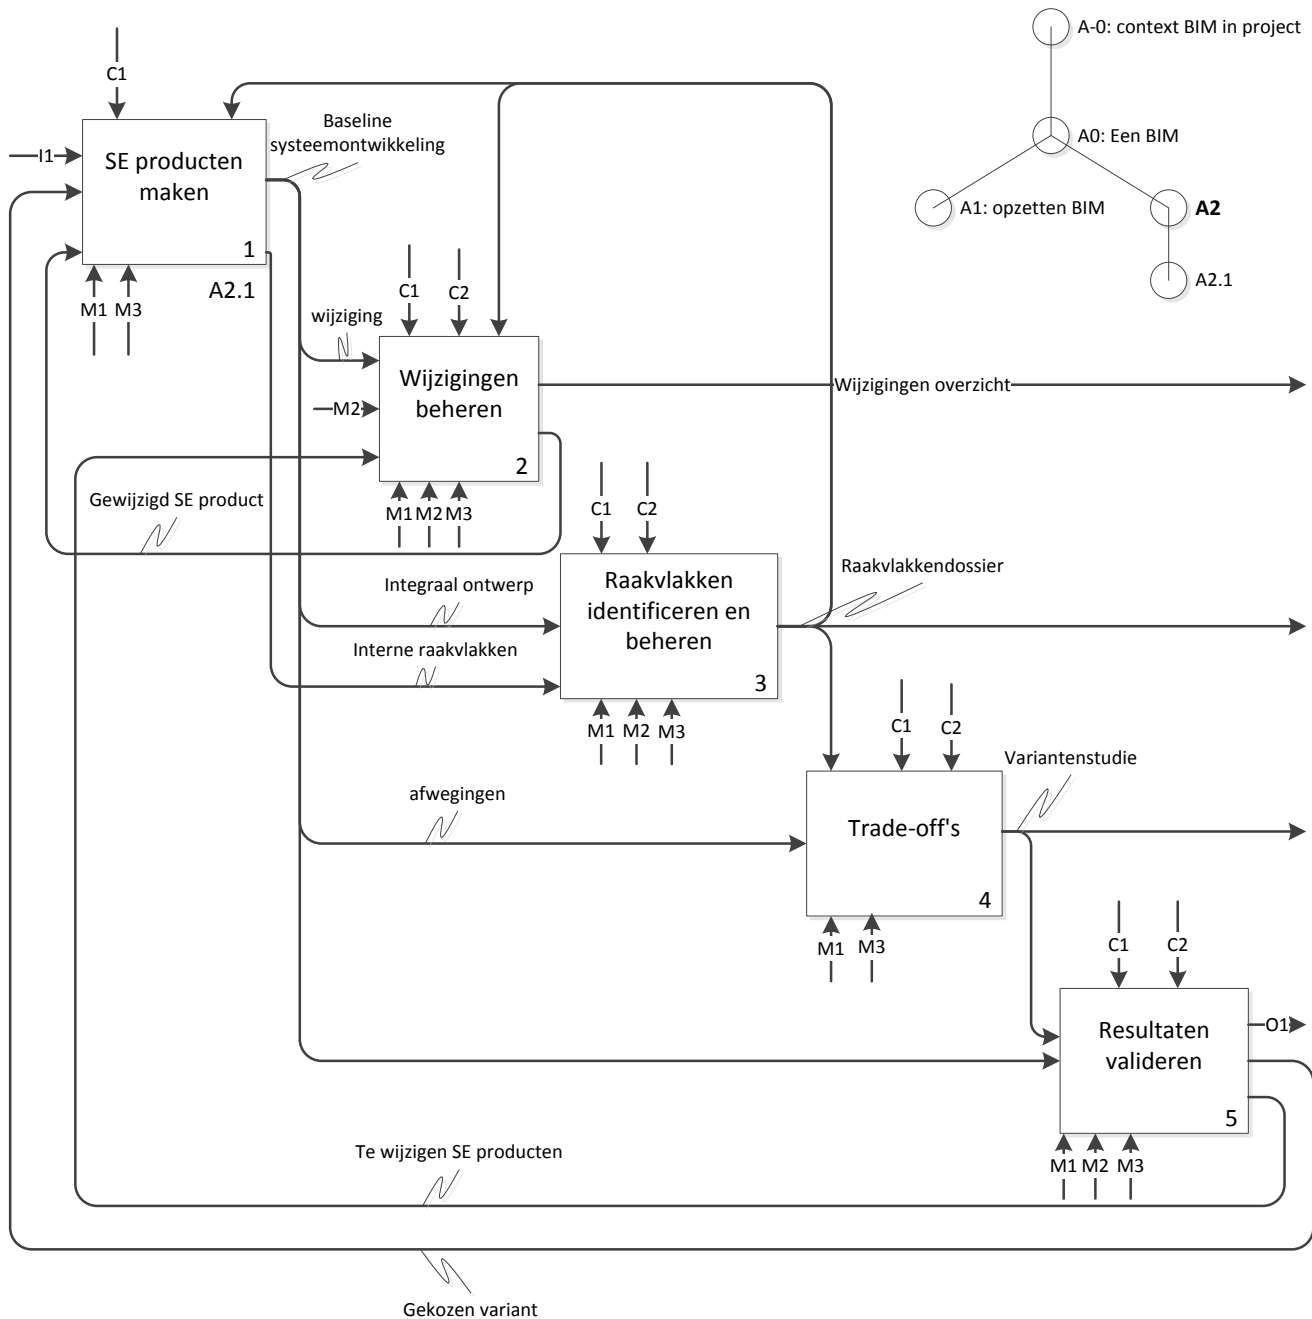 A-0: context BIM in project
C1
Baseline
systeemontwikkeling
A0: Een BIM
I1
SE producten
maken
1
A1: opzetten BIM
A2
A2.1
A2.1
M1
M3
C1
C2
wijziging
Wijzigingen
beheren
2
Wijzigingen overzicht
M2
Gewijzigd SE product
M1
M2
M3
C1
C2
Raakvlakkendossier
Integraal ontwerp
Raakvlakken
identificeren en
beheren
3
Interne raakvlakken
M1
M2
M3
C1
C2
Variantenstudie
afwegingen
Trade-off's
4
M1
M3
C1
C2
Resultaten
valideren
5
O1
Te wijzigen SE producten
M1
M2
M3
Gekozen variant